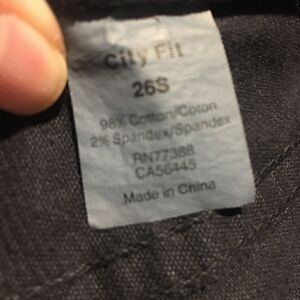 City Fit
26S
98% Cotton/Coton
2% Spandex/Spandex
RN77388
CA56445
Made in China